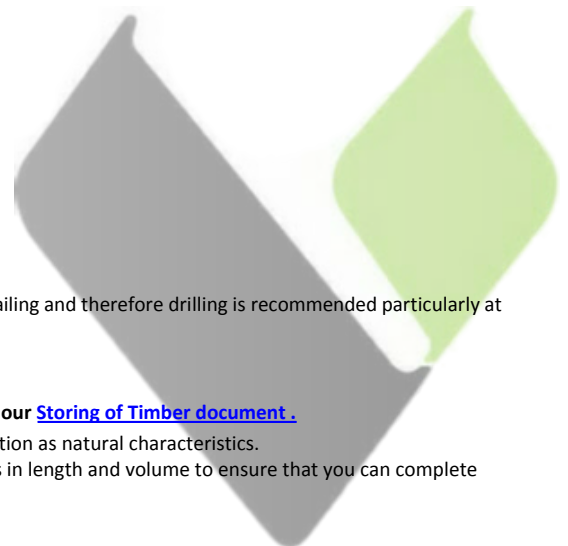 ailing and therefore drilling is recommended particularly at
our Storing of Timber document .
tion as natural characteristics.
s in length and volume to ensure that you can complete